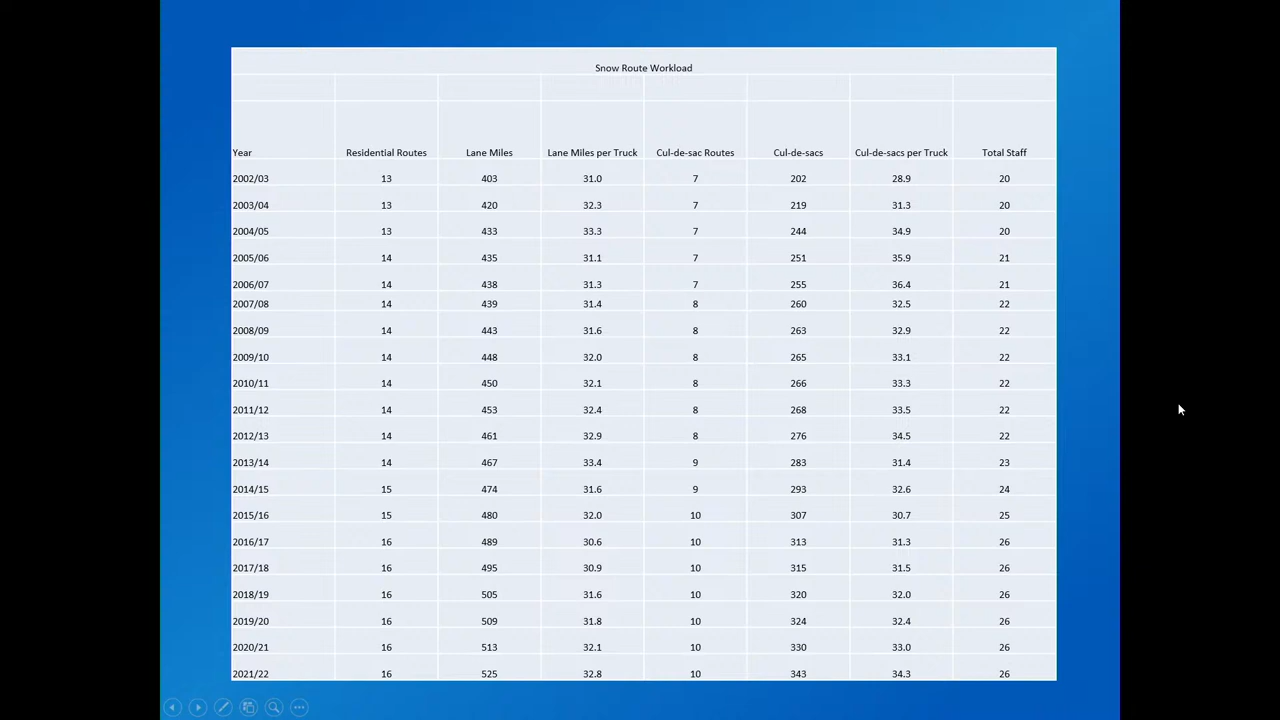 Snow Route Workload
Year Residential Routes Lane Miles Lane Miles per Truck Cul-de-sac Routes Cul-de-sacs Cul-de-sacs per Truck Total Staff
2002/03 13 403 31.0 7 202 28.9 20
2003/04 13 420 32.3 7 219 31.3 20
2004/05 13 433 33.3 7 244 34.9 20
2005/06 14 435 31.1 7 251 35.9 21
2006/07 14 438 31.3 7 255 36.4 21
2007/08 14 439 31.4 8 260 32.5 22
2008/09 14 443 31.6 8 263 32.9 22
2009/10 14 448 32.0 8 265 33.1 22
2010/11 14 450 32.1 8 266 33.3 22
2011/12 14 453 32.4 8 268 33.5 22
2012/13 14 461 32.9 8 276 34.5 22
2013/14 14 467 33.4 9 283 31.4 23
2014/15 15 474 31.6 9 293 32.6 24
2015/16 15 480 32.0 10 307 30.7 25
2016/17 16 489 30.6 10 313 31.3 26
2017/18 16 495 30.9 10 315 31.5 26
2018/19 16 505 31.6 10 320 32.0 26
2019/20 16 509 31.8 10 324 32.4 26
2020/21 16 513 32.1 10 330 33.0 26
2021/22 16 525 32.8 10 343 34.3 26